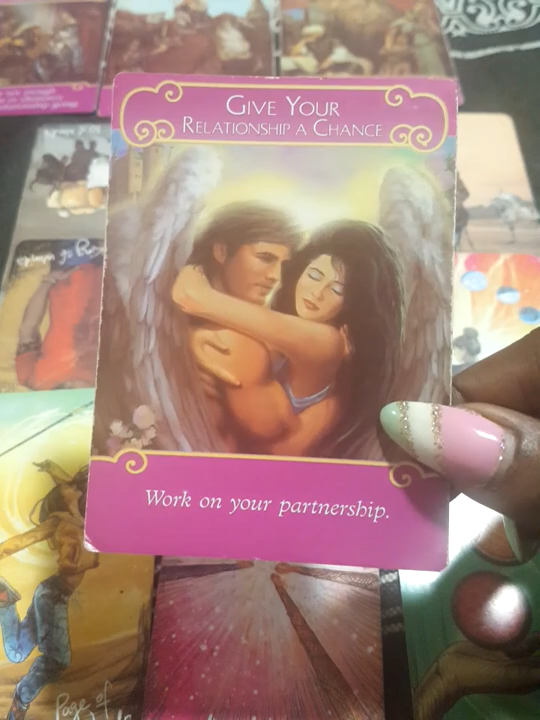 GIVE YOUR
RELATIONSHIP A CHANCE
Work on your partnership.
Page of